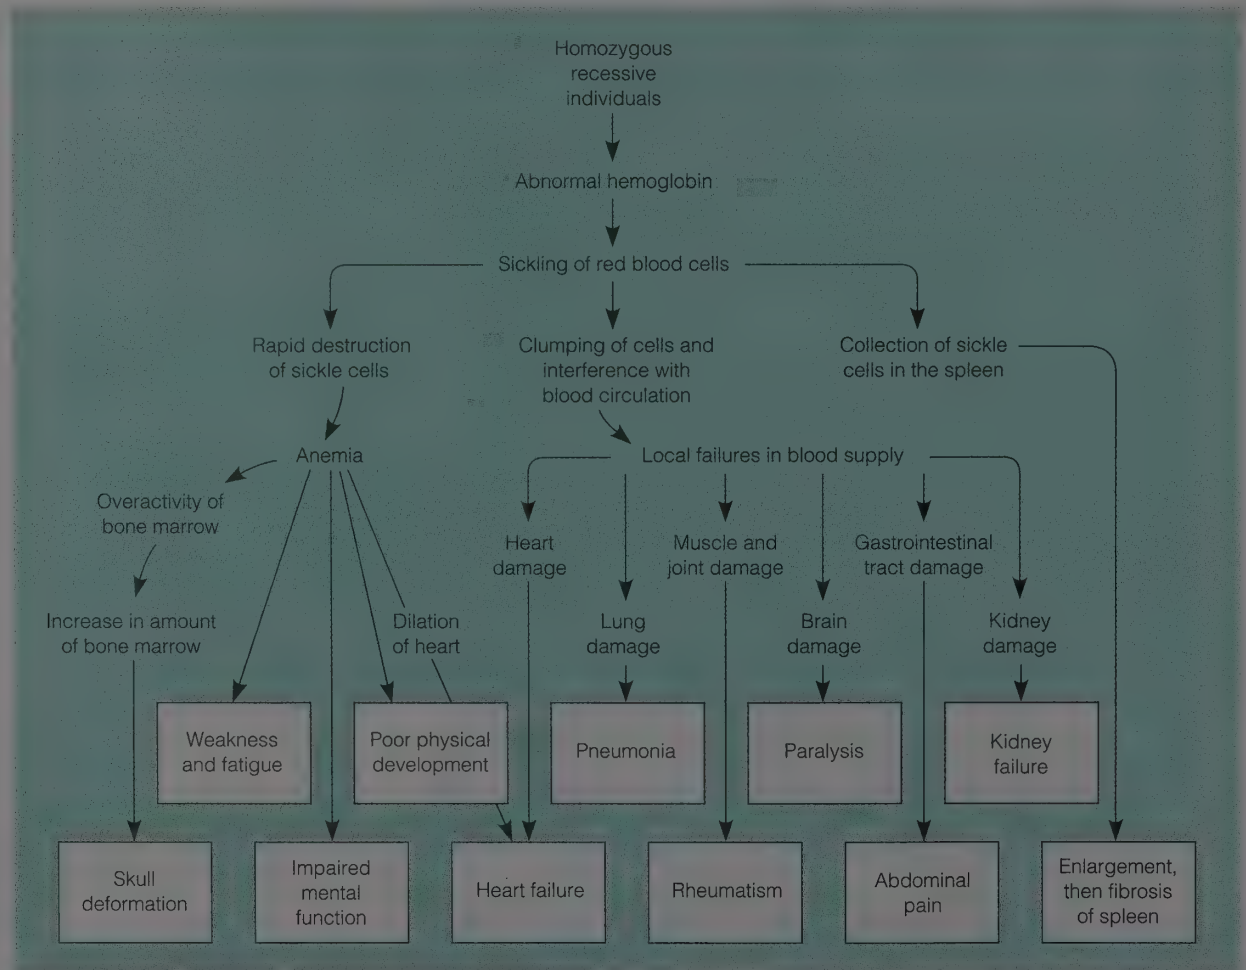 Homozygous
recessive
individuals
Abnormal hemoglobin
Sickling of red blood cells
Rapid destruction
of sickle cells
Clumping of cells and
interference with
blood circulation
Collection of sickle
cells in the spleen
Anemia
Local failures in blood supply
Overactivity of
bone marrow
Heart
damage
Muscle and
joint damage
Gastrointestinal
tract damage
Increase in amount
of bone marrow
Dilation
of heart
Lung
damage
Brain
damage
Kidney
damage
Weakness
and fatigue
Poor physical
development
Pneumonia
Paralysis
Kidney
failure
Skull
deformation
Impaired
mental
function
Heart failure
Rheumatism
Abdominal
pain
Enlargement,
then fibrosis
of spleen